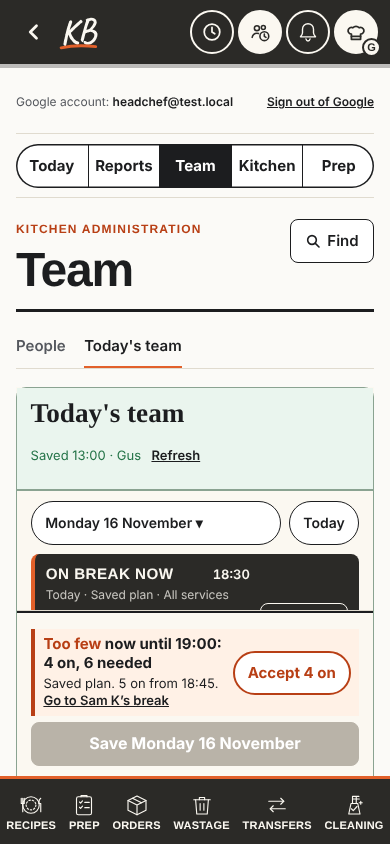 KB
G
Google account: headchef@test.local Sign out of Google
Today Reports Team Kitchen Prep
KITCHEN ADMINISTRATION
Team
Find
People Today's team
Today's team
Saved 13:00 · Gus Refresh
Monday 16 November ▾ Today
ON BREAK NOW 18:30
Today · Saved plan · All services
Too few now until 19:00:
4 on, 6 needed
Saved plan. 5 on from 18:45.
Go to Sam K’s break
Accept 4 on
Save Monday 16 November
RECIPES PREP ORDERS WASTAGE TRANSFERS CLEANING